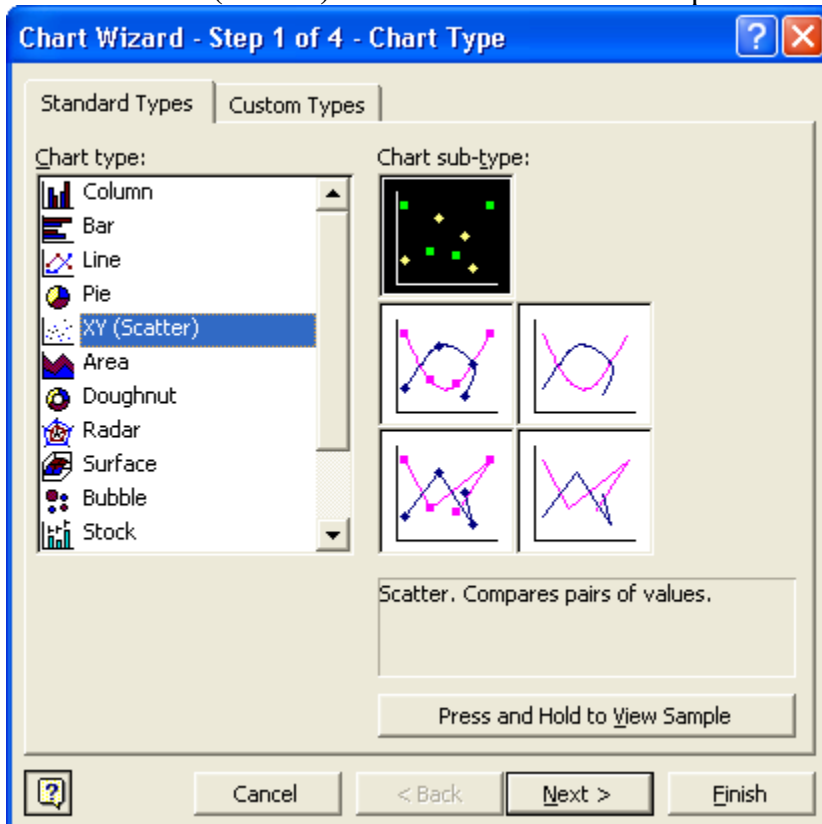 Chart Wizard - Step 1 of 4 - Chart Type
Standard Types
Custom Types
Chart type:
Column
Bar
Line
Pie
XY (Scatter)
Area
Doughnut
Radar
Surface
Bubble
Stock
Chart sub-type:
Scatter. Compares pairs of values.
Press and Hold to View Sample
Cancel
< Back
Next >
Finish